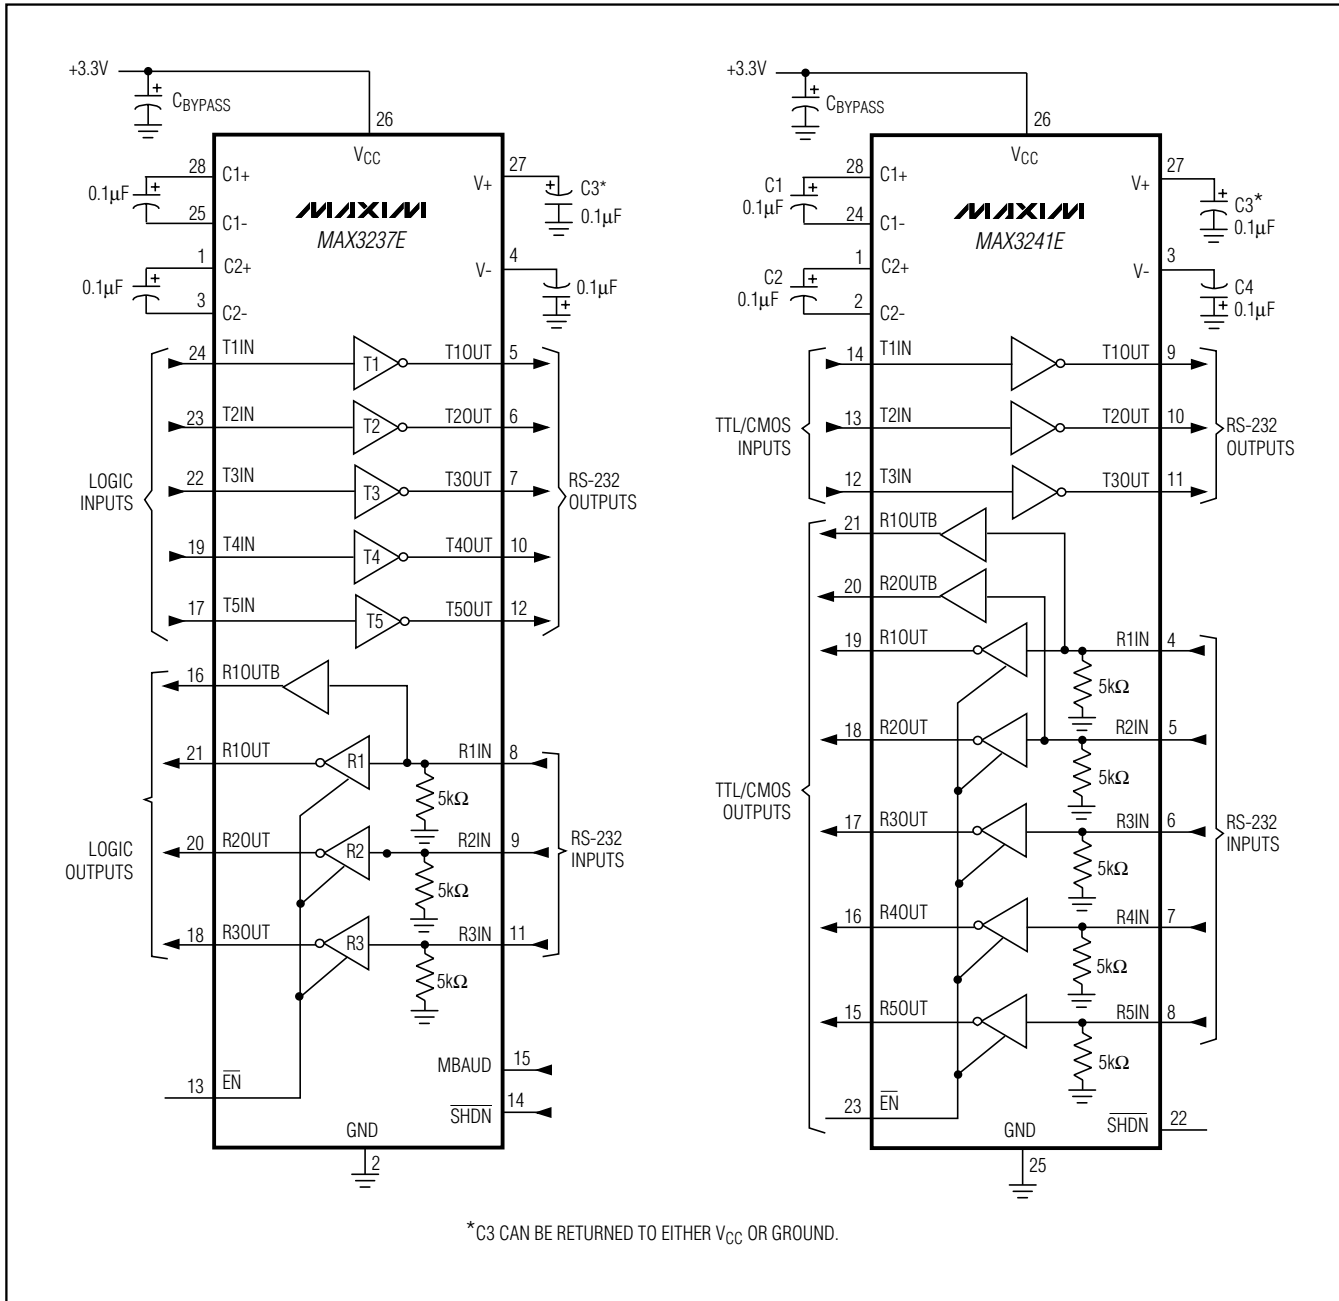 +3.3V
CBYPASS
26
VCC
28
C1+
0.1µF
25
C1-
27
V+
C3*
0.1µF
MAXIM
MAX3237E
1
C2+
0.1µF
3
C2-
4
V-
0.1µF
24 T1IN T1 T1OUT 5
23 T2IN T2 T2OUT 6
LOGIC
INPUTS
22 T3IN T3 T3OUT 7
RS-232
OUTPUTS
19 T4IN T4 T4OUT 10
17 T5IN T5 T5OUT 12
16 R1OUTB
21 R1OUT R1 R1IN 8
5kΩ
LOGIC
OUTPUTS
20 R2OUT R2 R2IN 9
RS-232
INPUTS
5kΩ
18 R3OUT R3 R3IN 11
5kΩ
MBAUD 15
13 EN
SHDN 14
GND
2
+3.3V
CBYPASS
26
VCC
28
C1+
C1
0.1µF
24
C1-
27
V+
C3*
0.1µF
MAXIM
MAX3241E
1
C2+
C2
0.1µF
2
C2-
3
V-
C4
0.1µF
14 T1IN T1OUT 9
TTL/CMOS
INPUTS
13 T2IN T2OUT 10
RS-232
OUTPUTS
12 T3IN T3OUT 11
21 R1OUTB
20 R2OUTB
19 R1OUT R1IN 4
5kΩ
18 R2OUT R2IN 5
5kΩ
TTL/CMOS
OUTPUTS
17 R3OUT R3IN 6
RS-232
INPUTS
5kΩ
16 R4OUT R4IN 7
5kΩ
15 R5OUT R5IN 8
5kΩ
23 EN
SHDN 22
GND
25
*C3 CAN BE RETURNED TO EITHER VCC OR GROUND.